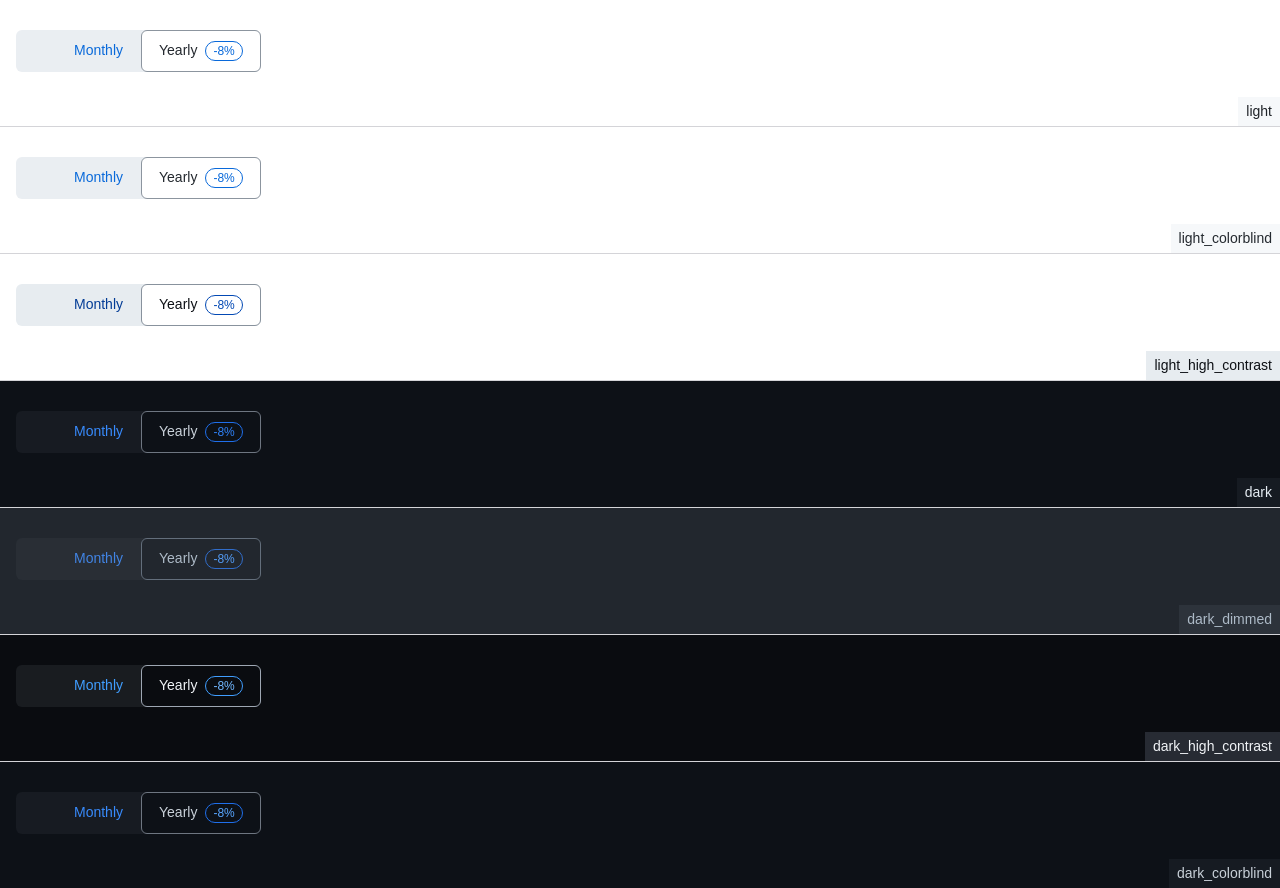 Monthly Yearly -8%
light
Monthly Yearly -8%
light_colorblind
Monthly Yearly -8%
light_high_contrast
Monthly Yearly -8%
dark
Monthly Yearly -8%
dark_dimmed
Monthly Yearly -8%
dark_high_contrast
Monthly Yearly -8%
dark_colorblind